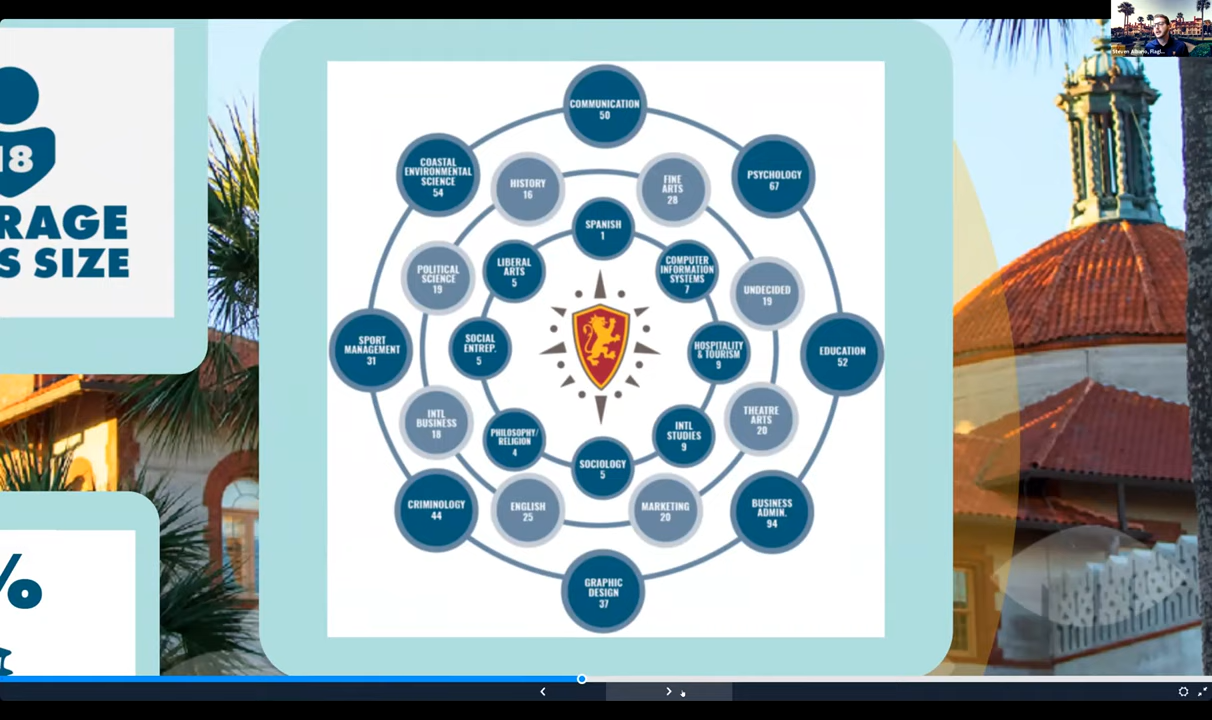 Steven Abano, Flagl...
18
RAGE
S SIZE
%
COMMUNICATION
50
COASTAL
ENVIRONMENTAL
SCIENCE
54
HISTORY
16
FINE
ARTS
28
PSYCHOLOGY
67
SPANISH
1
POLITICAL
SCIENCE
19
LIBERAL
ARTS
5
COMPUTER
INFORMATION
SYSTEMS
7
UNDECIDED
19
SPORT
MANAGEMENT
31
SOCIAL
ENTREP.
5
HOSPITALITY
& TOURISM
9
EDUCATION
52
INTL
BUSINESS
18
PHILOSOPHY/
RELIGION
4
SOCIOLOGY
5
INTL
STUDIES
9
THEATRE
ARTS
20
CRIMINOLOGY
44
ENGLISH
25
MARKETING
20
BUSINESS
ADMIN.
94
GRAPHIC
DESIGN
37